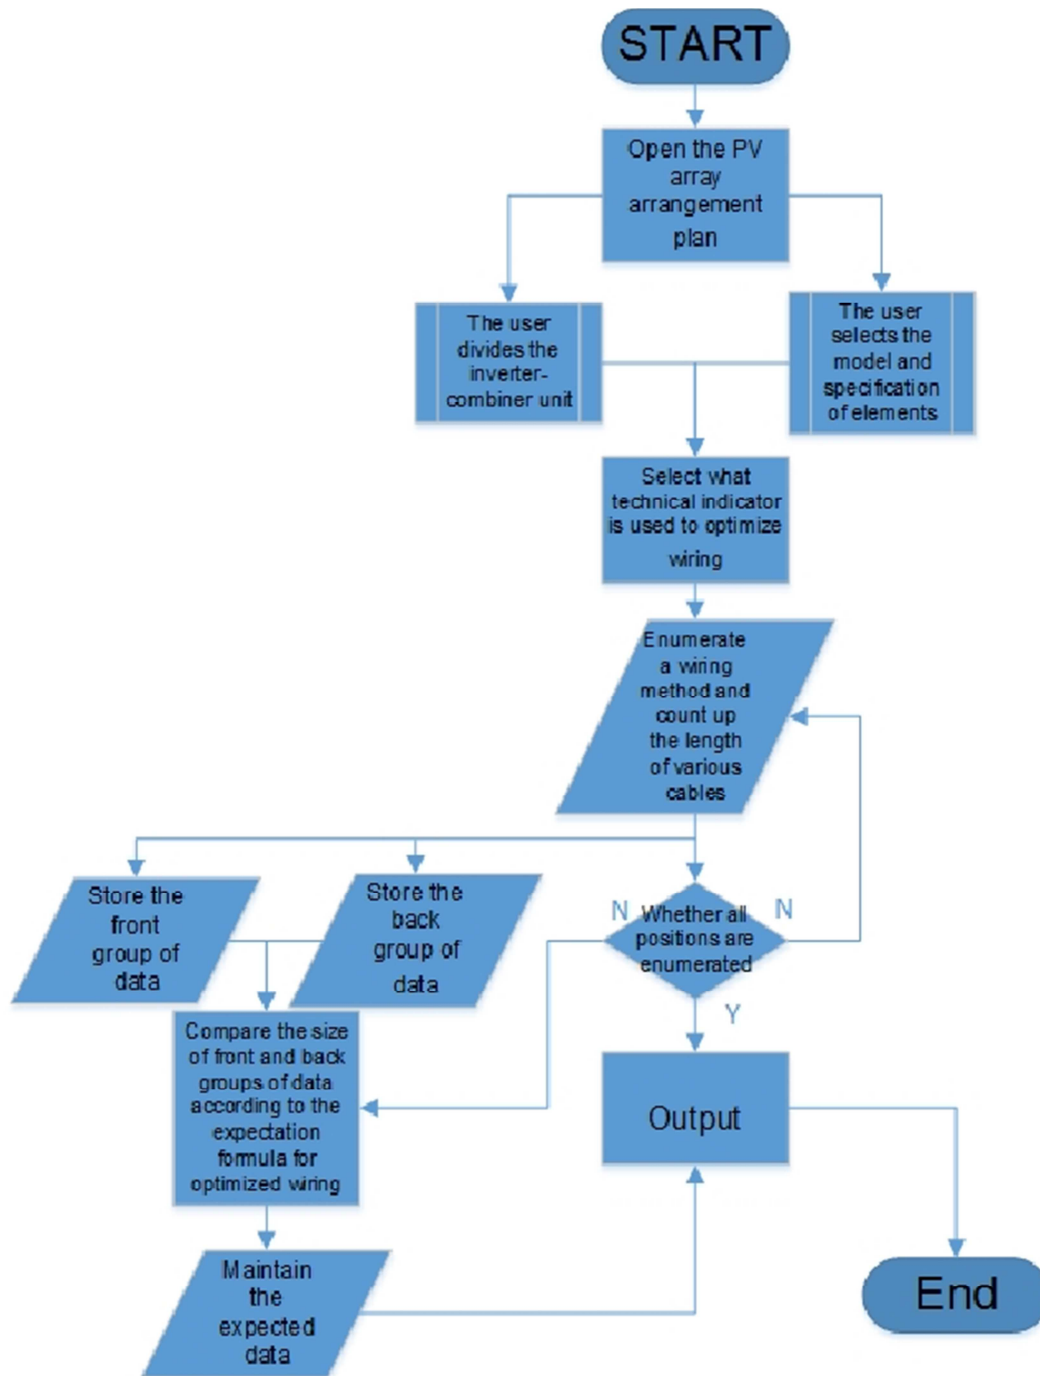 START
Open the PV
array
arrangement
plan
The user
divides the
inverter-
combiner unit
The user
selects the
model and
specification
of elements
Select what
technical indicator
is used to optimize
wiring
Enumerate
a wiring
method and
count up
the length
of various
cables
Store the
front
group of
data
Store the
back
group of
data
N
Whether all
positions are
enumerated
N
Y
Compare the size
of front and back
groups of data
according to the
expectation
formula for
optimized wiring
Output
Maintain
the
expected
data
End